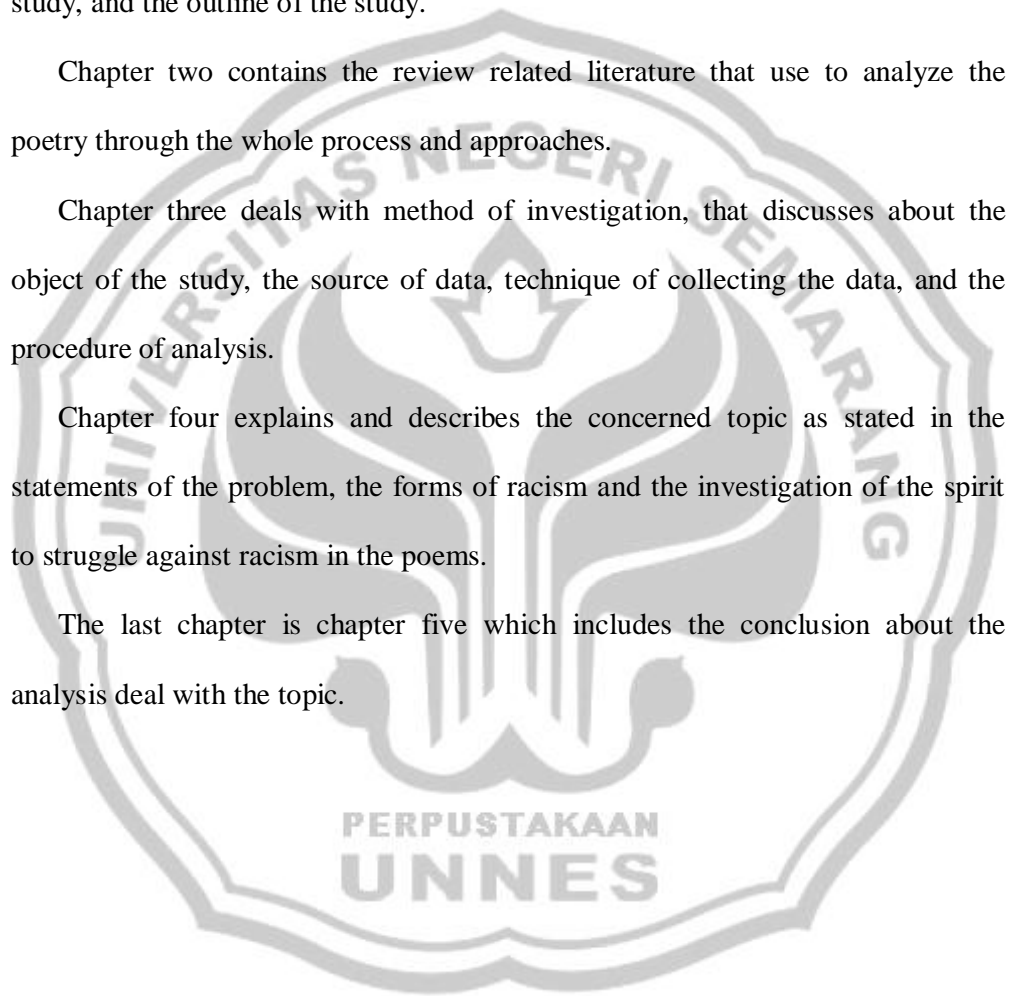 study, and the outline of the study.
Chapter two contains the review related literature that use to analyze the
poetry through the whole process and approaches.
Chapter three deals with method of investigation, that discusses about the
object of the study, the source of data, technique of collecting the data, and the
procedure of analysis.
Chapter four explains and describes the concerned topic as stated in the
statements of the problem, the forms of racism and the investigation of the spirit
to struggle against racism in the poems.
The last chapter is chapter five which includes the conclusion about the
analysis deal with the topic.
UNIVERSITAS NEGERI SEMARANG
PERPUSTAKAAN
UNNES